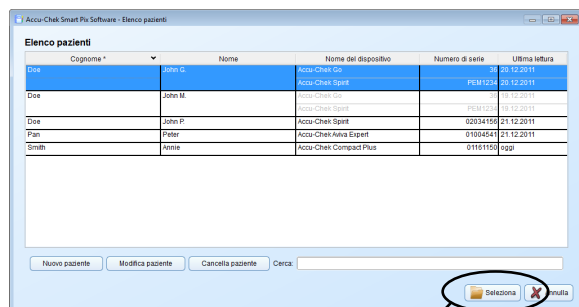 Accu-Chek Smart Pix Software - Elenco pazienti
Elenco pazienti
Cognome * Nome Nome del dispositivo Numero di serie Ultima lettura
Doe John G. Accu-Chek Go 36 20.12.2011
Accu-Chek Spirit PEM1234 20.12.2011
Doe John M. Accu-Chek Go 36 19.12.2011
Accu-Chek Spirit PEM1234 19.12.2011
Doe John P. Accu-Chek Spirit 02034156 21.12.2011
Pan Peter Accu-Chek Aviva Expert 01004541 21.12.2011
Smith Annie Accu-Chek Compact Plus 01161150 oggi
Nuovo paziente Modifica paziente Cancella paziente Cerca:
Seleziona Annulla